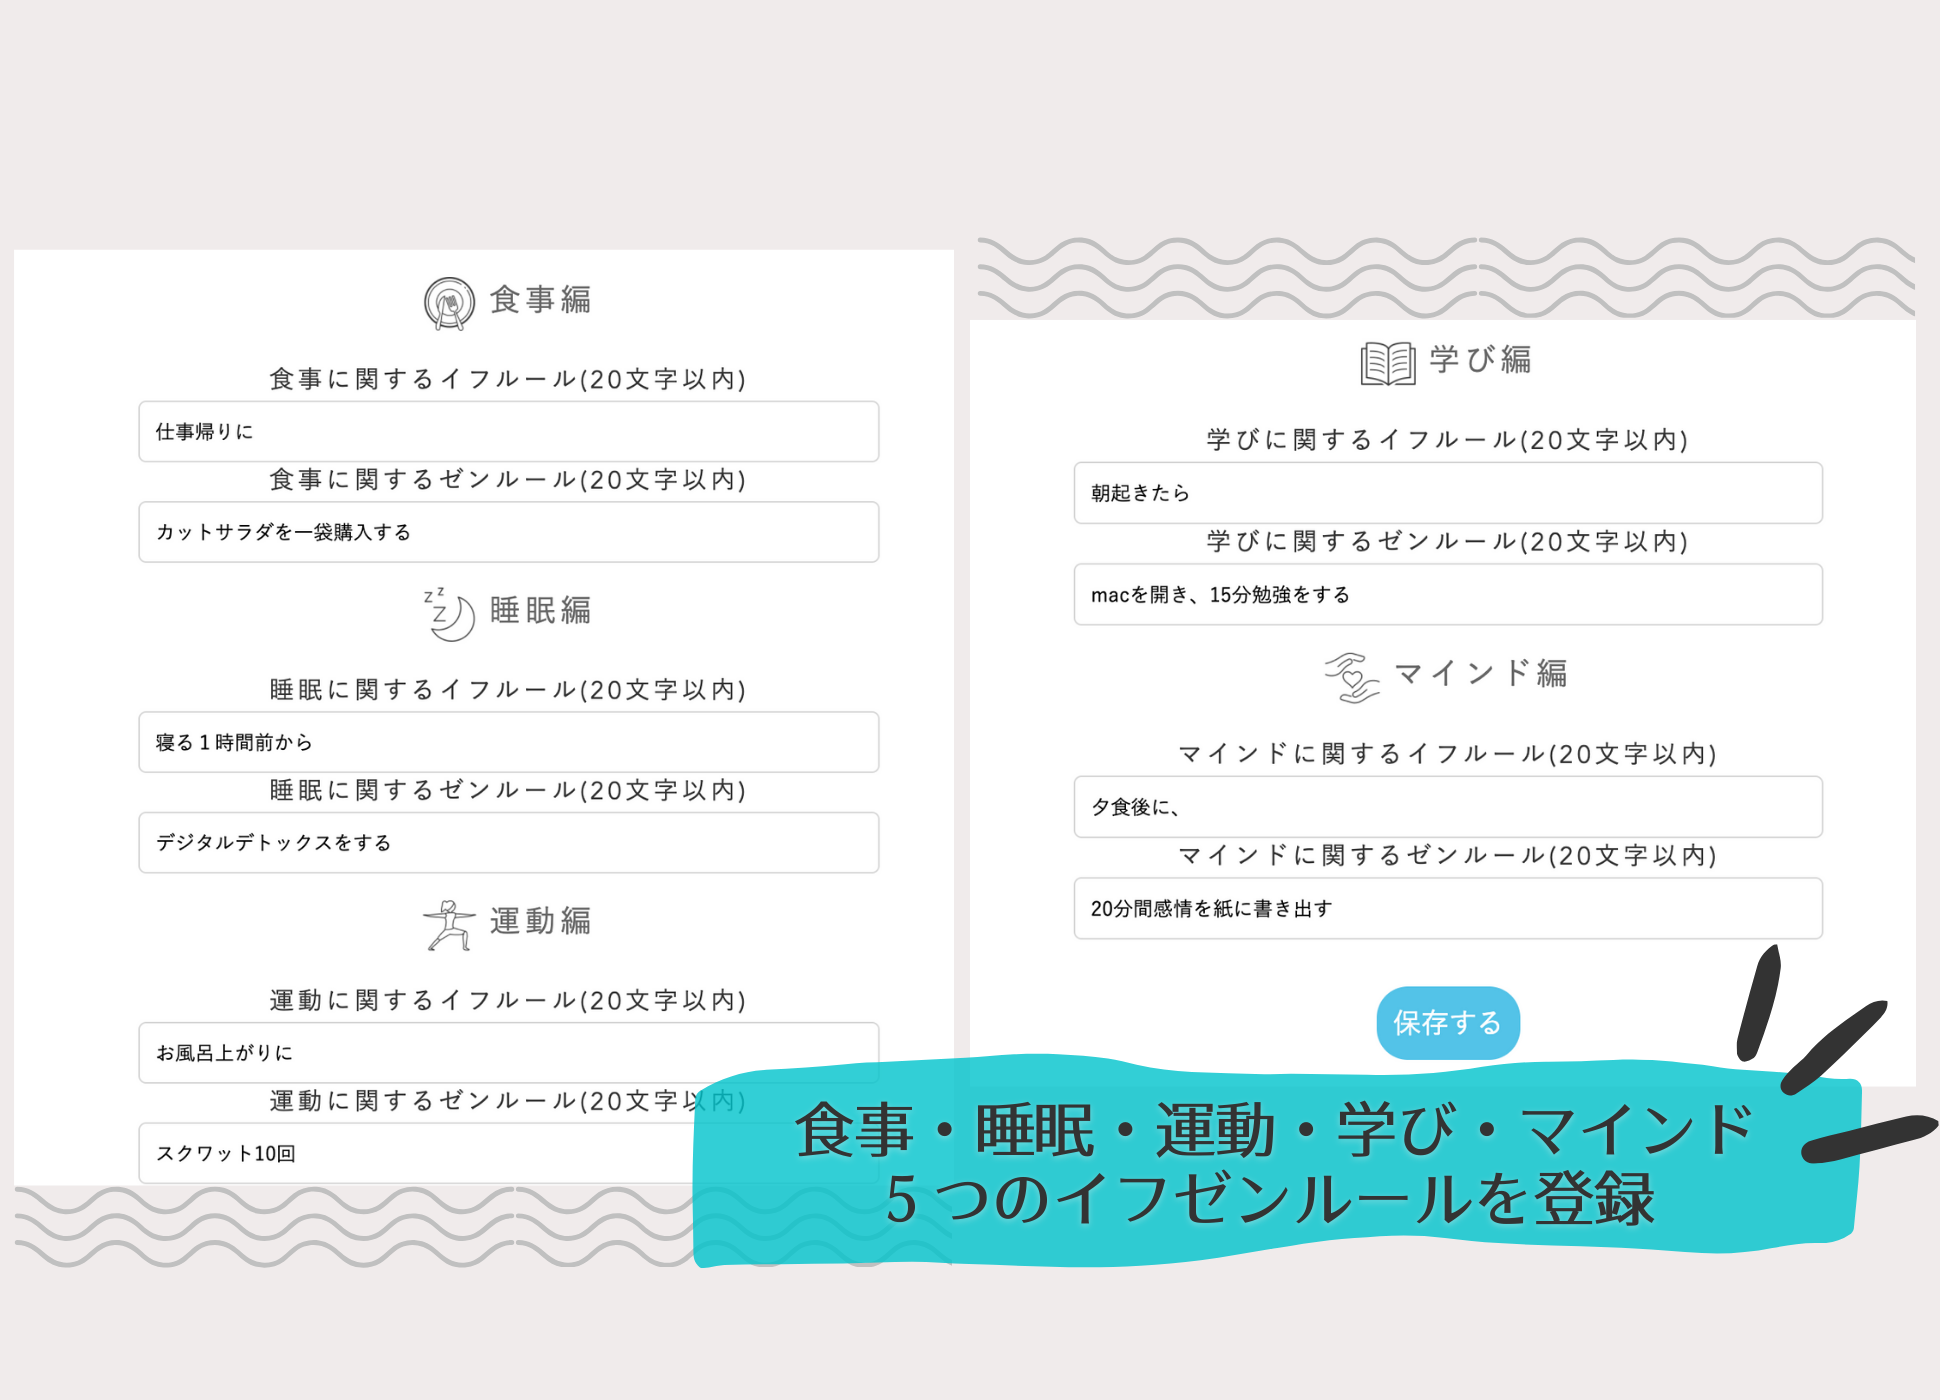 食事編
食事に関するイフルール(20文字以内)
仕事帰りに
食事に関するゼンルール(20文字以内)
カットサラダを一袋購入する
zzz
睡眠編
睡眠に関するイフルール(20文字以内)
寝る１時間前から
睡眠に関するゼンルール(20文字以内)
デジタルデトックスをする
運動編
運動に関するイフルール(20文字以内)
お風呂上がりに
運動に関するゼンルール(20文字以内)
スクワット10回
学び編
学びに関するイフルール(20文字以内)
朝起きたら
学びに関するゼンルール(20文字以内)
macを開き、15分勉強をする
マインド編
マインドに関するイフルール(20文字以内)
夕食後に、
マインドに関するゼンルール(20文字以内)
20分間感情を紙に書き出す
保存する
食事・睡眠・運動・学び・マインド
５つのイフゼンルールを登録